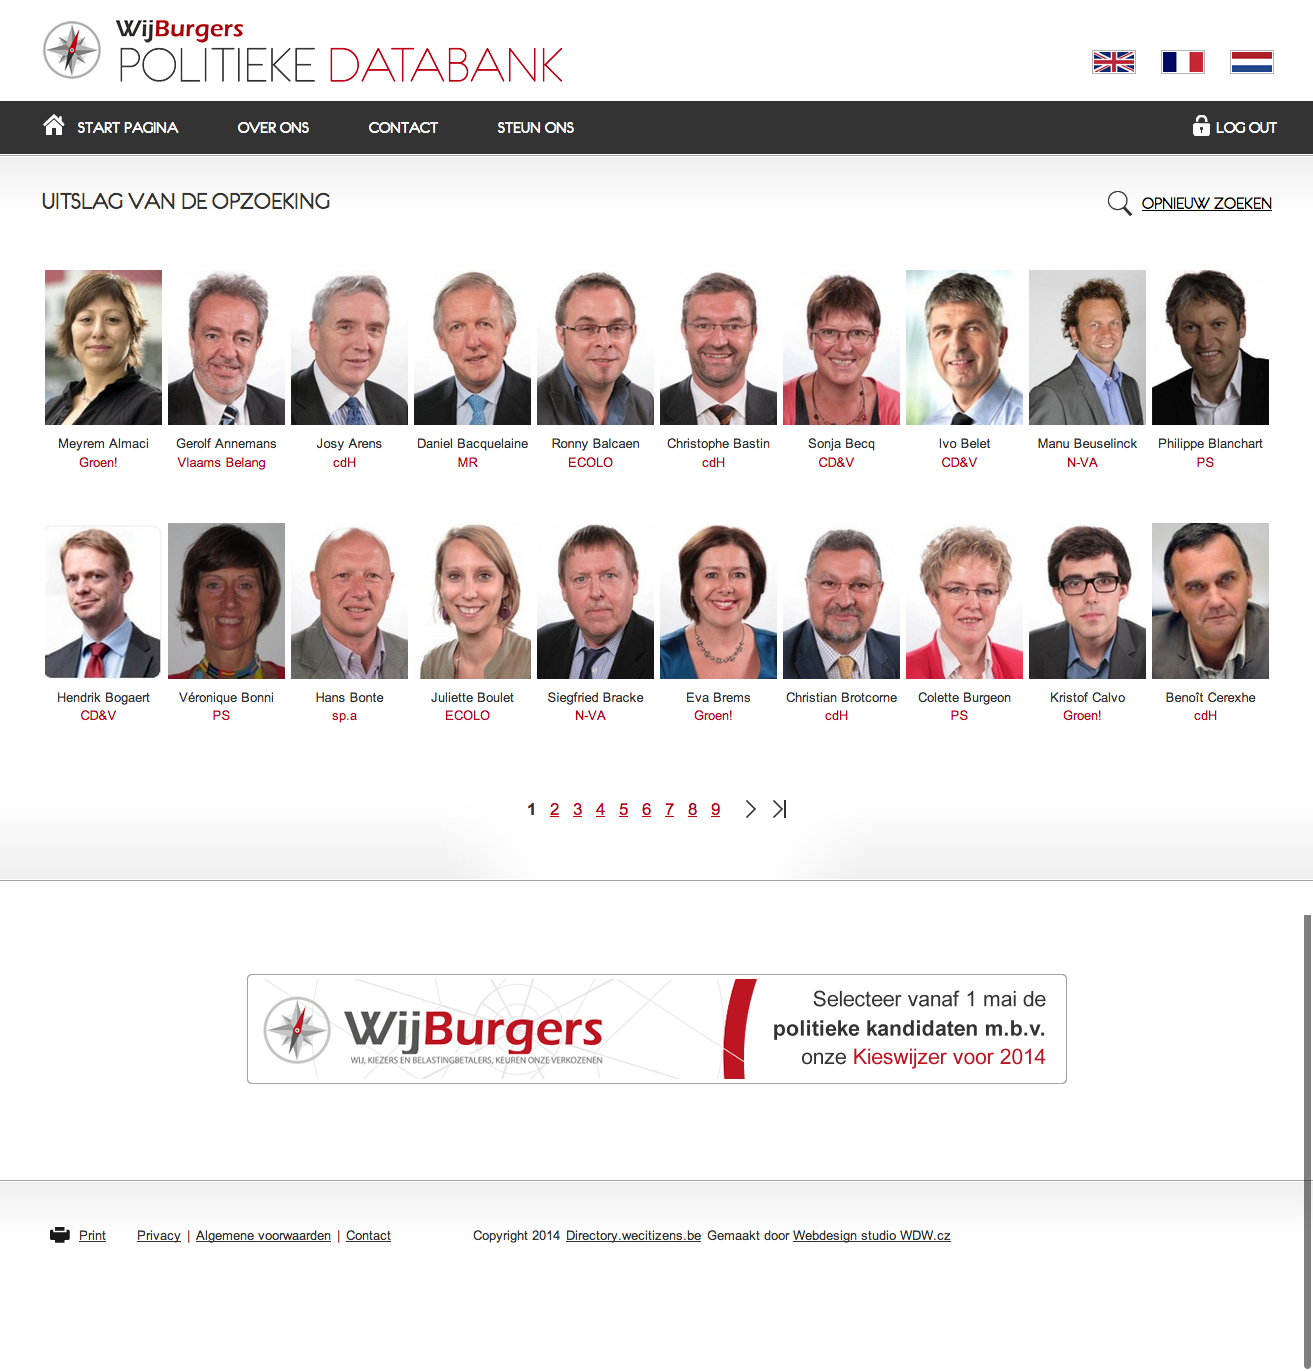 WijBurgers
POLITIEKE DATABANK
START PAGINA OVER ONS CONTACT STEUN ONS LOG OUT
UITSLAG VAN DE OPZOEKING OPNIEUW ZOEKEN
Meyrem Almaci Gerolf Annemans Josy Arens Daniel Bacquelaine Ronny Balcaen Christophe Bastin Sonja Becq Ivo Belet Manu Beuselinck Philippe Blanchart
Groen! Vlaams Belang cdH MR ECOLO cdH CD&V CD&V N-VA PS
Hendrik Bogaert Véronique Bonni Hans Bonte Juliette Boulet Siegfried Bracke Eva Brems Christian Brotcorne Colette Burgeon Kristof Calvo Benoît Cerexhe
CD&V PS sp.a ECOLO N-VA Groen! cdH PS Groen! cdH
1 2 3 4 5 6 7 8 9
WijBurgers
WIJ, KIEZERS EN BELASTINGBETALERS, KEUREN ONZE VERKOZENEN
Selecteer vanaf 1 mai de
politieke kandidaten m.b.v.
onze Kieswijzer voor 2014
Print Privacy | Algemene voorwaarden | Contact Copyright 2014 Directory.wecitizens.be Gemaakt door Webdesign studio WDW.cz